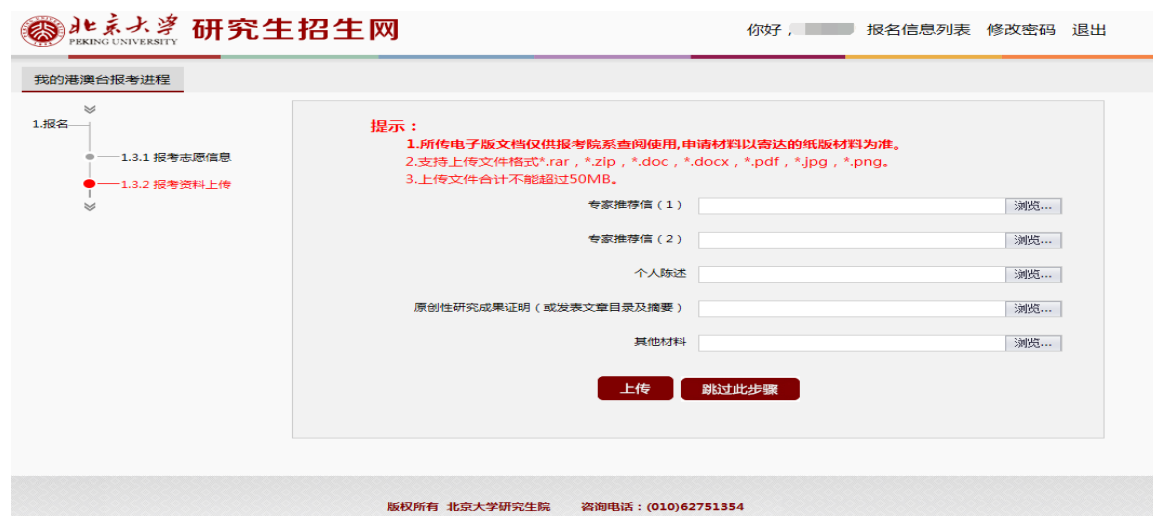 北京大学 研究生招生网 你好， 报名信息列表 修改密码 退出
PEKING UNIVERSITY
我的港澳台报考进程
1.报名
1.3.1 报考志愿信息
1.3.2 报考资料上传
提示：
1.所传电子版文档仅供报考院系查阅使用,申请材料以寄达的纸版材料为准。
2.支持上传文件格式*.rar，*.zip，*.doc，*.docx，*.pdf，*.jpg，*.png。
3.上传文件合计不能超过50MB。
专家推荐信（1） 浏览...
专家推荐信（2） 浏览...
个人陈述 浏览...
原创性研究成果证明（或发表文章目录及摘要） 浏览...
其他材料 浏览...
上传 跳过此步骤
版权所有 北京大学研究生院 咨询电话：(010)62751354